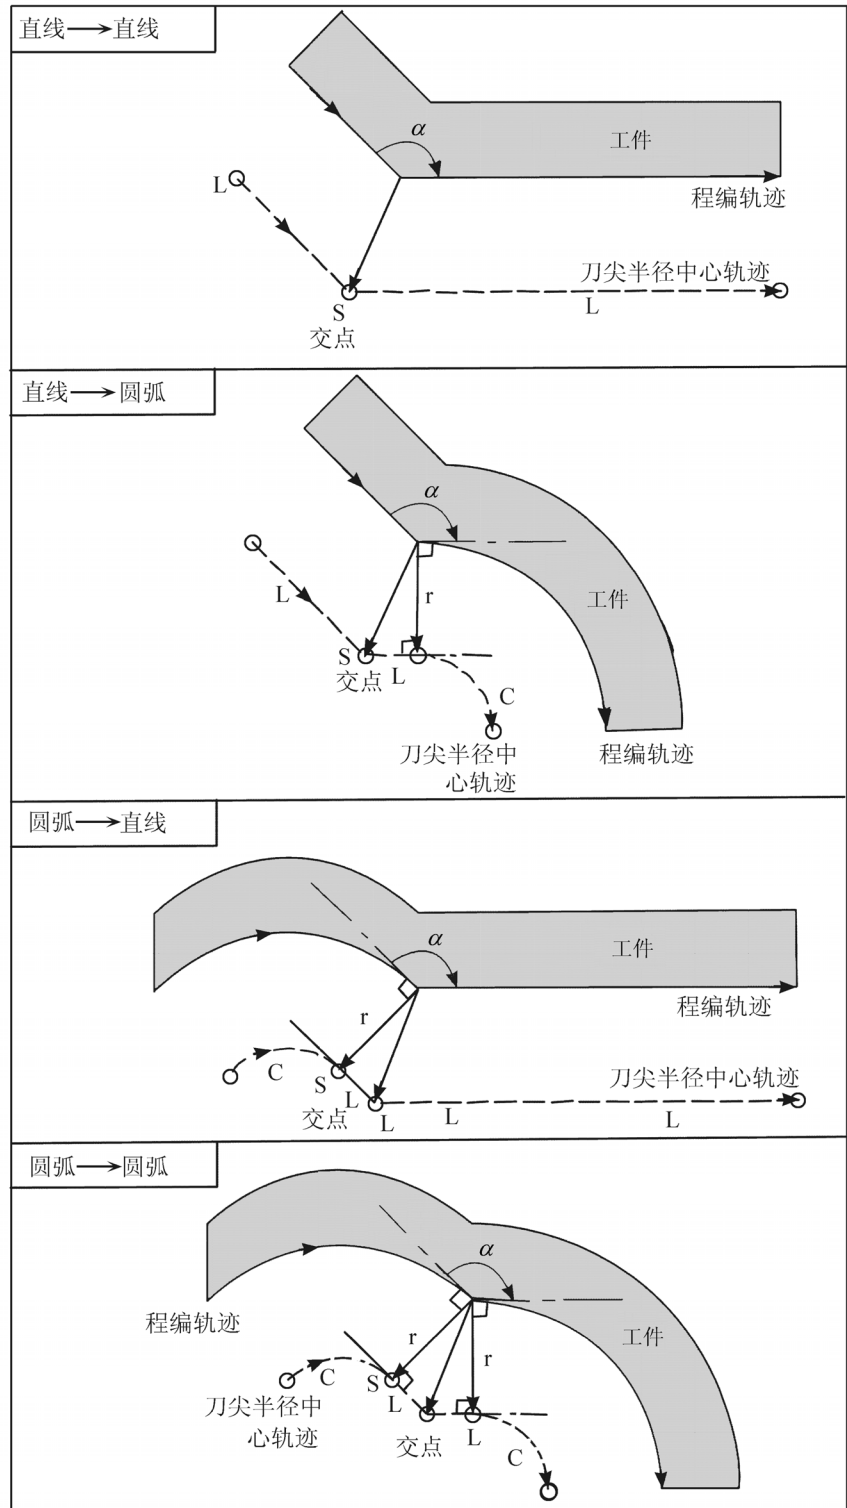 直线→直线
α
工件
L
程编轨迹
刀尖半径中心轨迹
S
L
交点
直线→圆弧
α
工件
L
r
S
交点
L
C
刀尖半径中
心轨迹
程编轨迹
圆弧→直线
α
工件
程编轨迹
r
C
S
L
刀尖半径中心轨迹
交点
L
L
L
圆弧→圆弧
α
程编轨迹
工件
r
r
C
S
L
刀尖半径中
心轨迹
交点
L
C